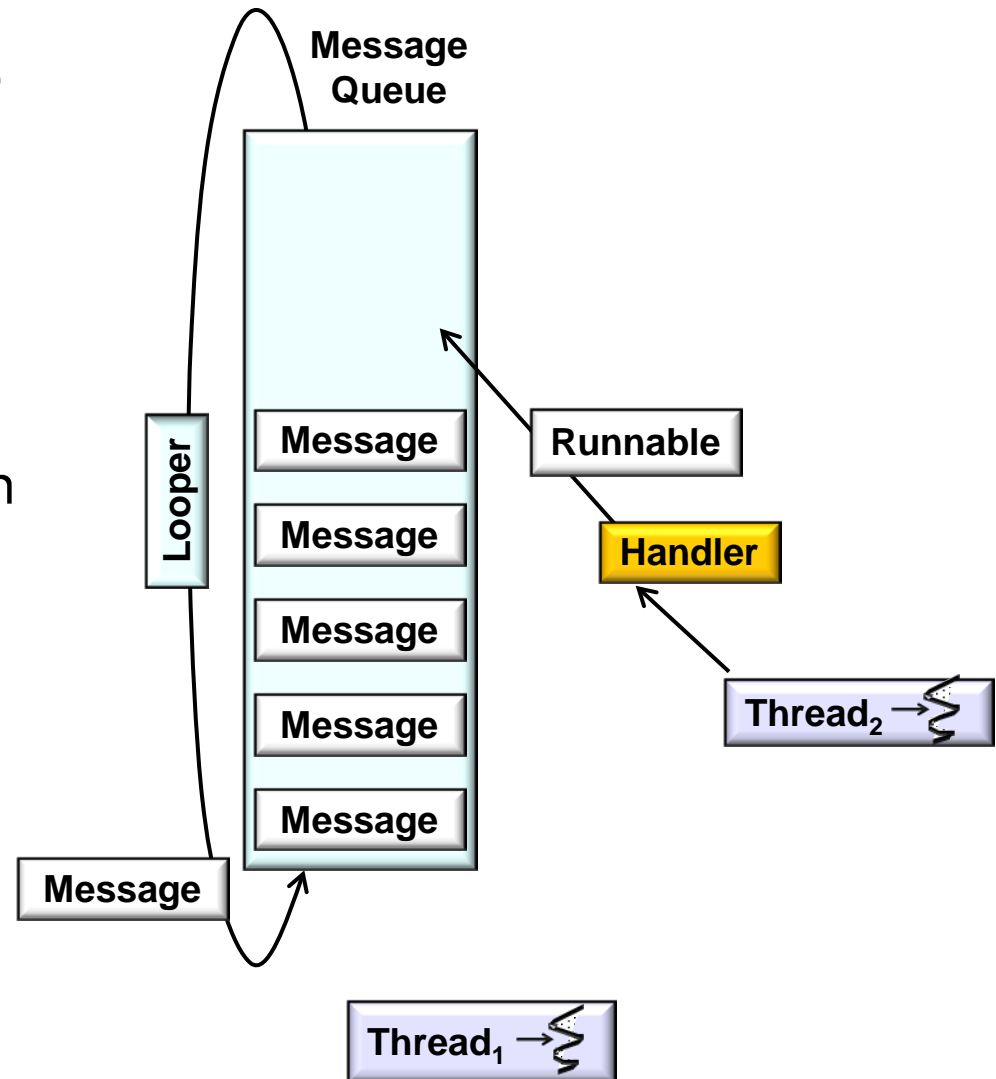 Message
Queue
Looper
Message
Runnable
Message
Handler
Message
Message
Thread₂
Message
Message
Thread₁
n